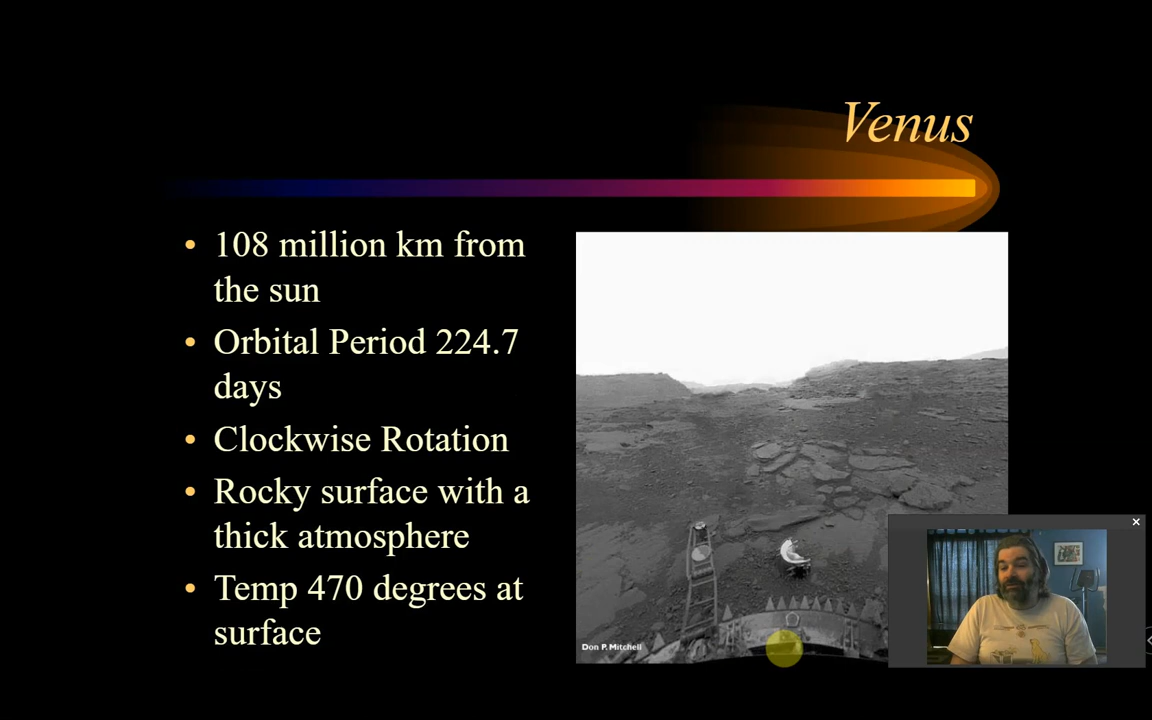 Venus
• 108 million km from
the sun
• Orbital Period 224.7
days
• Clockwise Rotation
• Rocky surface with a
thick atmosphere
• Temp 470 degrees at
surface
Don P. Mitchell